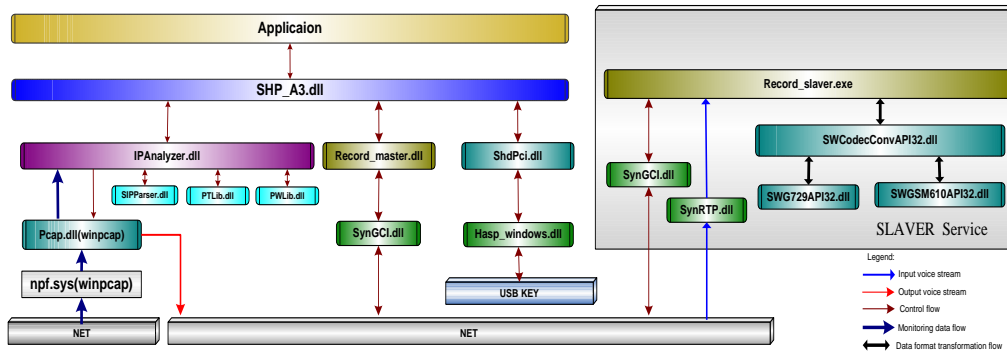 Applicaion
SHP_A3.dll
Record_slaver.exe
IPAnalyzer.dll
Record_master.dll
ShdPci.dll
SWCodecConvAPI32.dll
SynGCI.dll
SIPParser.dll
PTLib.dll
PWLib.dll
SWG729API32.dll
SWGSM610API32.dll
SynRTP.dll
Pcap.dll(winpcap)
SynGCI.dll
Hasp_windows.dll
SLAVER Service
npf.sys(winpcap)
USB KEY
NET
NET
Legend:
Input voice stream
Output voice stream
Control flow
Monitoring data flow
Data format transformation flow